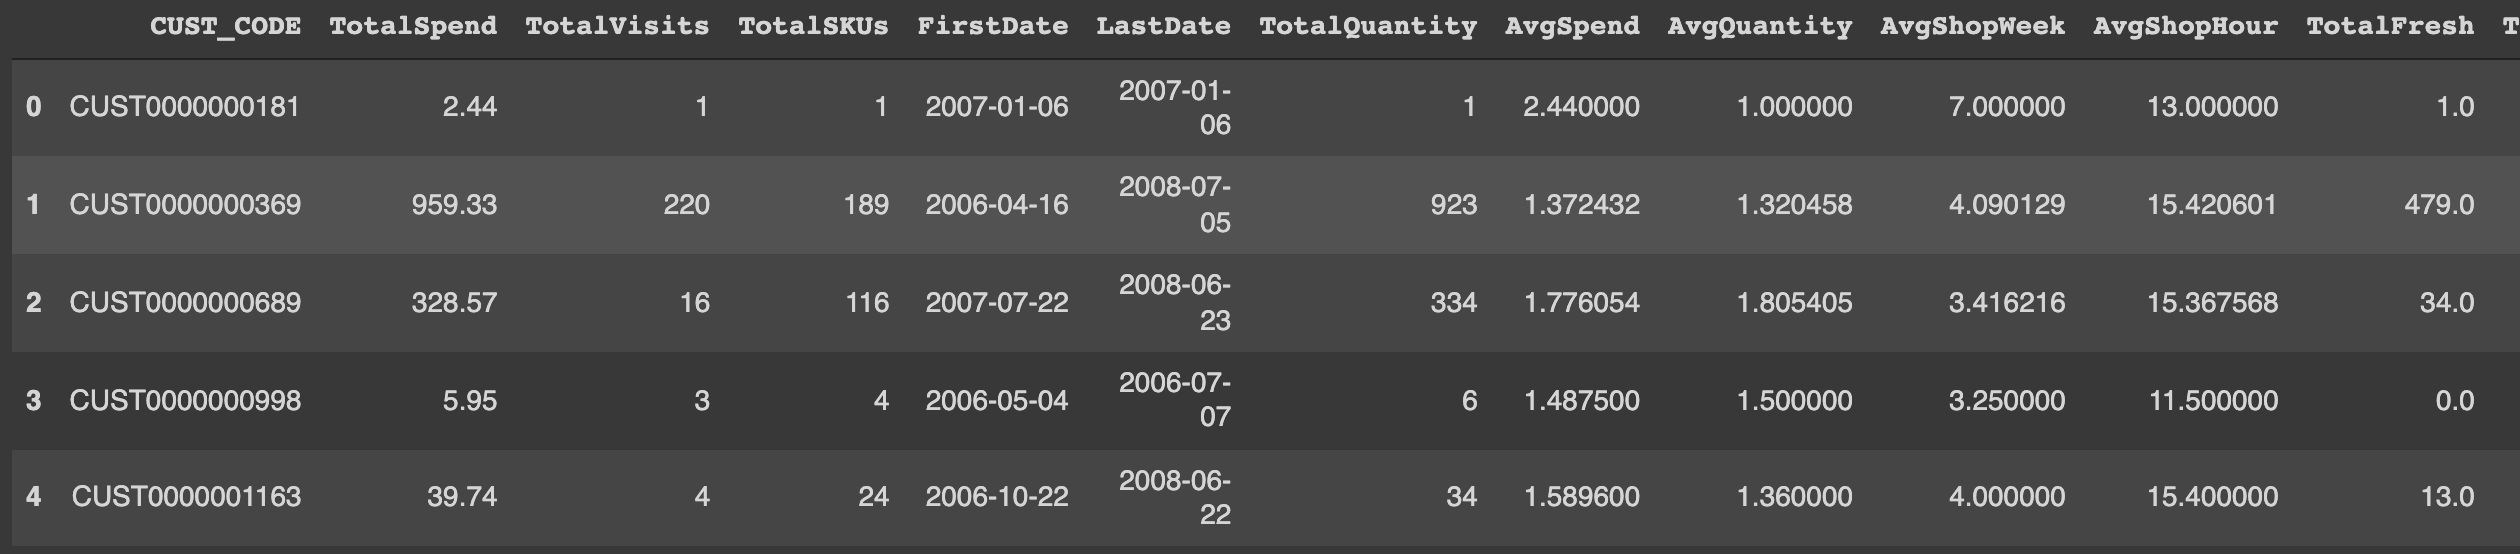 CUST_CODE TotalSpend TotalVisits TotalSKUs FirstDate LastDate TotalQuantity AvgSpend AvgQuantity AvgShopWeek AvgShopHour TotalFresh T
0 CUST0000000181 2.44 1 1 2007-01-06 2007-01-
06 1 2.440000 1.000000 7.000000 13.000000 1.0
1 CUST0000000369 959.33 220 189 2006-04-16 2008-07-
05 923 1.372432 1.320458 4.090129 15.420601 479.0
2 CUST0000000689 328.57 16 116 2007-07-22 2008-06-
23 334 1.776054 1.805405 3.416216 15.367568 34.0
3 CUST0000000998 5.95 3 4 2006-05-04 2006-07-
07 6 1.487500 1.500000 3.250000 11.500000 0.0
4 CUST0000001163 39.74 4 24 2006-10-22 2008-06-
22 34 1.589600 1.360000 4.000000 15.400000 13.0